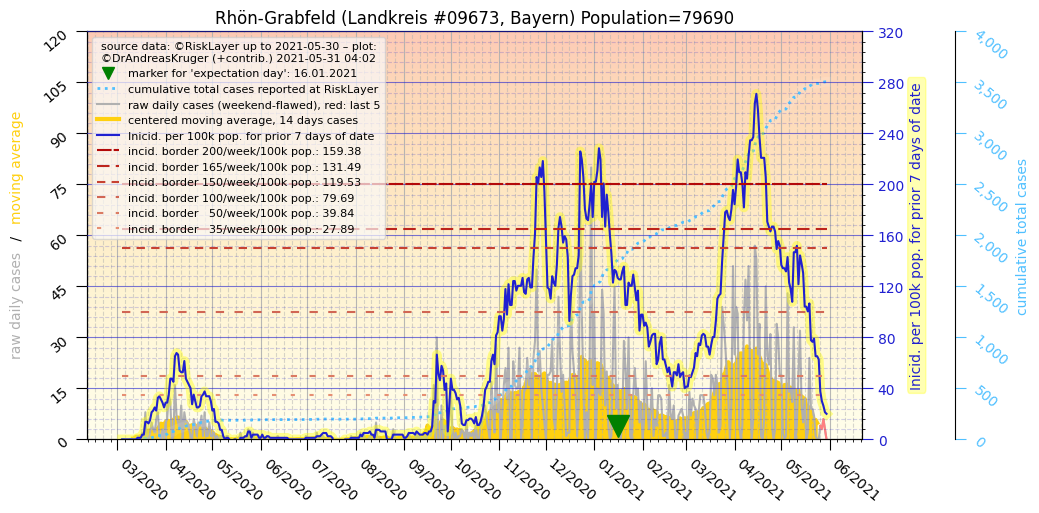 Rhön-Grabfeld (Landkreis #09673, Bayern) Population=79690
source data: ©RiskLayer up to 2021-05-30 – plot:
©DrAndreasKruger (+contrib.) 2021-05-31 04:02
marker for 'expectation day': 16.01.2021
cumulative total cases reported at RiskLayer
raw daily cases (weekend-flawed), red: last 5
centered moving average, 14 days cases
Inicid. per 100k pop. for prior 7 days of date
incid. border 200/week/100k pop.: 159.38
incid. border 165/week/100k pop.: 131.49
incid. border 150/week/100k pop.: 119.53
incid. border 100/week/100k pop.: 79.69
incid. border   50/week/100k pop.: 39.84
incid. border   35/week/100k pop.: 27.89
raw daily cases / moving average
120
105
90
75
60
45
30
15
0
320
280
240
200
160
120
80
40
0
Inicid. per 100k pop. for prior 7 days of date
4,000
3,500
3,000
2,500
2,000
1,500
1,000
500
0
cumulative total cases
03/2020
04/2020
05/2020
06/2020
07/2020
08/2020
09/2020
10/2020
11/2020
12/2020
01/2021
02/2021
03/2021
04/2021
05/2021
06/2021